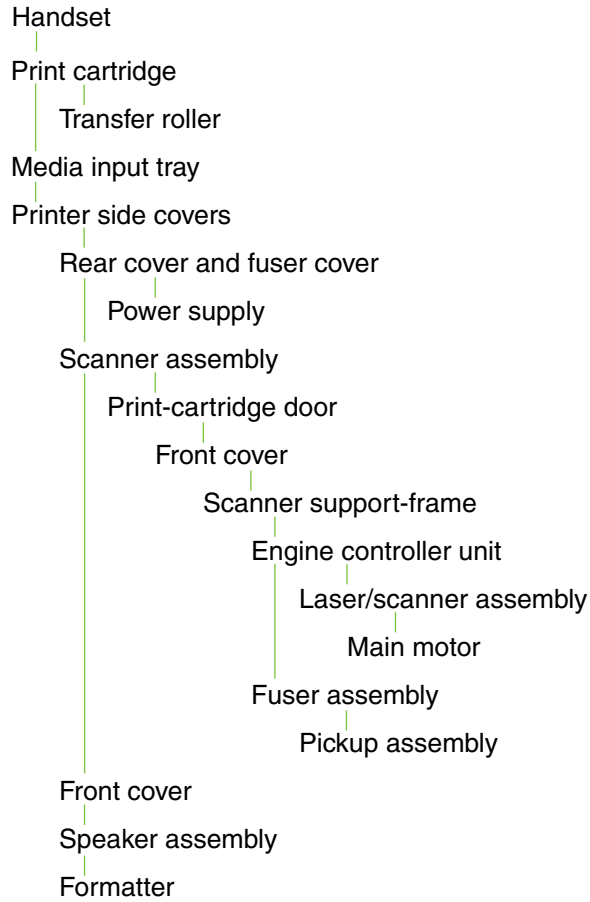 Handset
Print cartridge
Transfer roller
Media input tray
Printer side covers
Rear cover and fuser cover
Power supply
Scanner assembly
Print-cartridge door
Front cover
Scanner support-frame
Engine controller unit
Laser/scanner assembly
Main motor
Fuser assembly
Pickup assembly
Front cover
Speaker assembly
Formatter